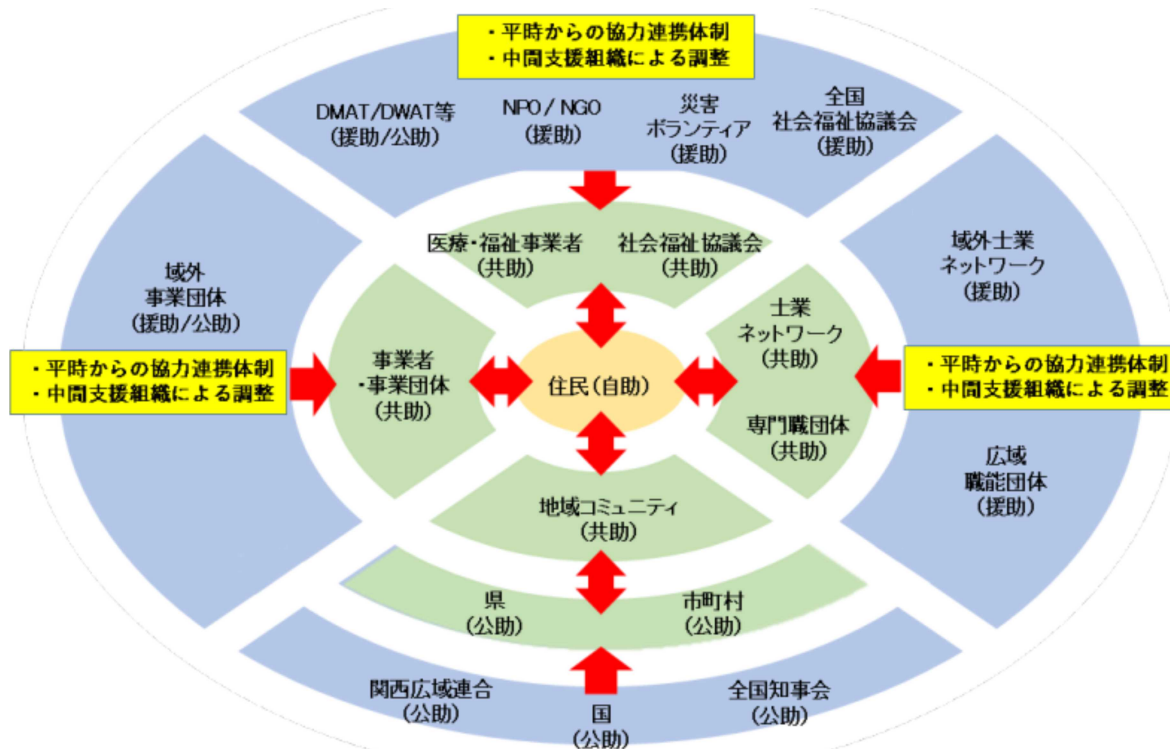 ・平時からの協力連携体制
・中間支援組織による調整
DMAT/DWAT等
(援助/公助)
NPO/NGO
(援助)
災害
ボランティア
(援助)
全国
社会福祉協議会
(援助)
医療・福祉事業者
(共助)
社会福祉協議会
(共助)
域外
事業団体
(援助/公助)
域外士業
ネットワーク
(援助)
・平時からの協力連携体制
・中間支援組織による調整
事業者
・事業団体
(共助)
住民(自助)
士業
ネットワーク
(共助)
専門職団体
(共助)
・平時からの協力連携体制
・中間支援組織による調整
広域
職能団体
(援助)
地域コミュニティ
(共助)
県
(公助)
市町村
(公助)
関西広域連合
(公助)
国
(公助)
全国知事会
(公助)